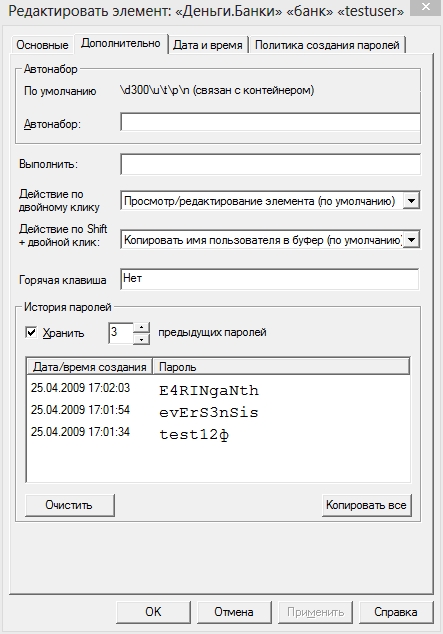 Редактировать элемент: «Деньги.Банки» «банк» «testuser»
Основные Дополнительно Дата и время Политика создания паролей
Автонабор
По умолчанию \d300\u\t\p\n (связан с контейнером)
Автонабор:
Выполнить:
Действие по двойному клику Просмотр/редактирование элемента (по умолчанию)
Действие по Shift + двойной клик: Копировать имя пользователя в буфер (по умолчанию)
Горячая клавиша Нет
История паролей
Хранить 3 предыдущих паролей
Дата/время создания Пароль
25.04.2009 17:02:03 E4RINgaNth
25.04.2009 17:01:54 evErS3nSis
25.04.2009 17:01:34 test12ф
Очистить Копировать все
OK Отмена Применить Справка